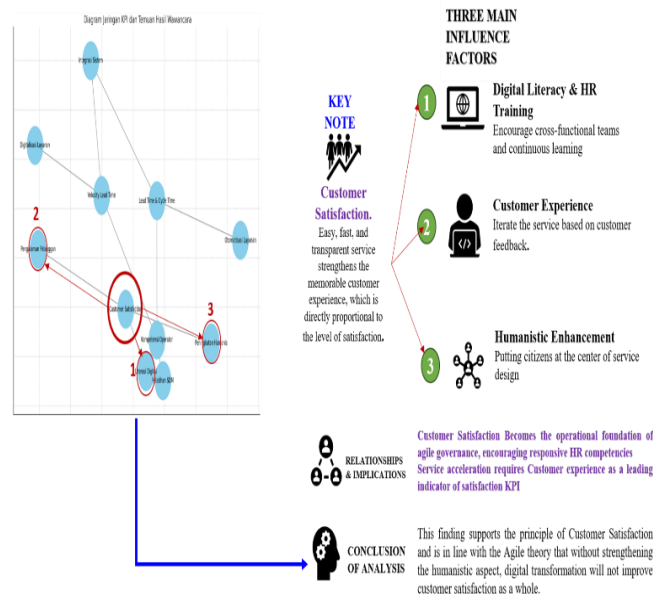 Diagram Jaringan KPI dan Temuan Hasil Wawancara
Integrasi Sistem
Digitalisasi Layanan
Velocity Lead Time
Lead Time & Cycle Time
Otomatisasi Layanan
2
Pengalaman Pelanggan
Customer Satisfaction
3
Kompetensi Operator
1
Literasi Digital
Pelatihan SDM
KEY
NOTE
Customer
Satisfaction.
Easy, fast, and
transparent service
strengthens the
memorable customer
experience, which is
directly proportional to
the level of satisfaction.
THREE MAIN
INFLUENCE
FACTORS
1
Digital Literacy & HR
Training
Encourage cross-functional teams
and continuous learning
2
Customer Experience
Iterate the service based on customer
feedback.
3
Humanistic Enhancement
Putting citizens at the center of service
design
RELATIONSHIPS
& IMPLICATIONS
Customer Satisfaction Becomes the operational foundation of
agile governance, encouraging responsive HR competencies
Service acceleration requires Customer experience as a leading
indicator of satisfaction KPI
CONCLUSION
OF ANALYSIS
This finding supports the principle of Customer Satisfaction
and is in line with the Agile theory that without strengthening
the humanistic aspect, digital transformation will not improve
customer satisfaction as a whole.